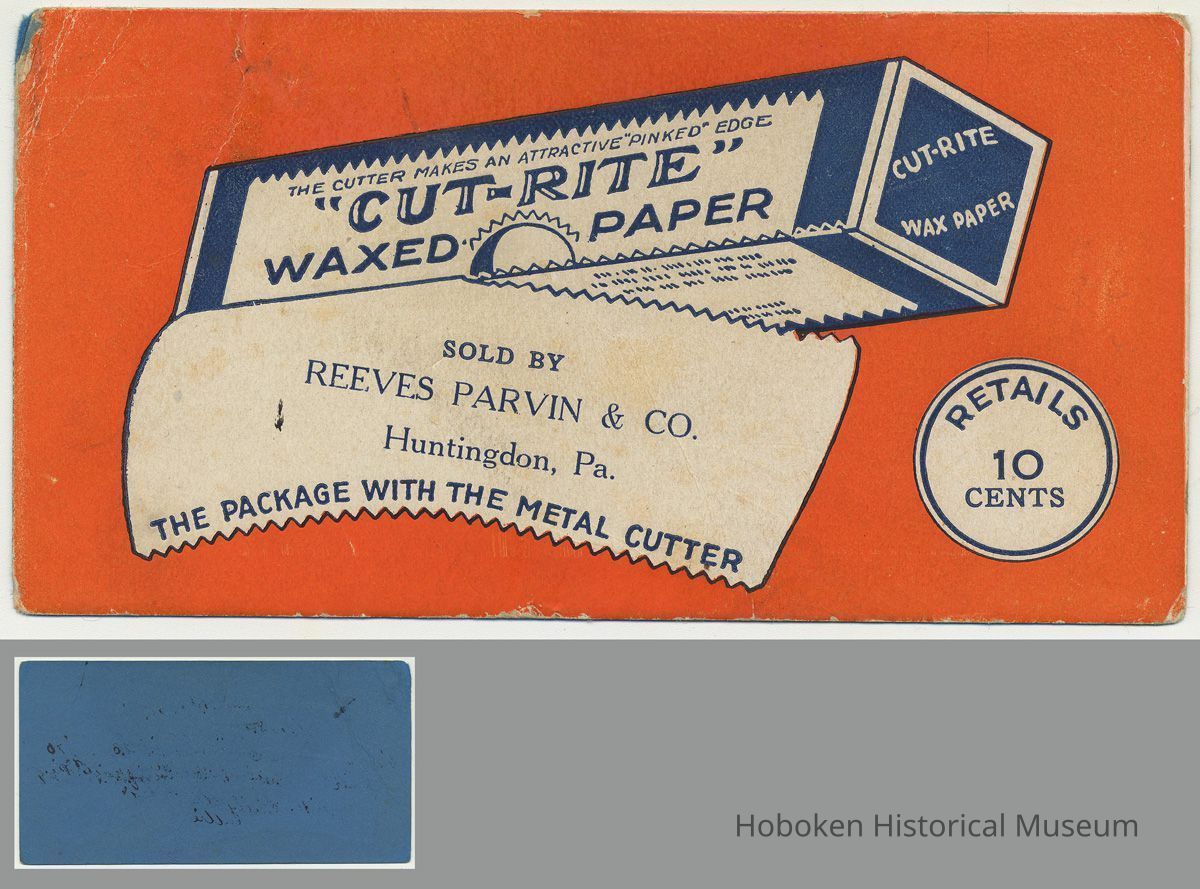 THE CUTTER MAKES AN ATTRACTIVE "PINKED" EDGE
"CUT-RITE"
WAXED PAPER
CUT-RITE
WAX PAPER
SOLD BY
REEVES PARVIN & CO.
Huntingdon, Pa.
THE PACKAGE WITH THE METAL CUTTER
RETAILS
10
CENTS
Hoboken Historical Museum